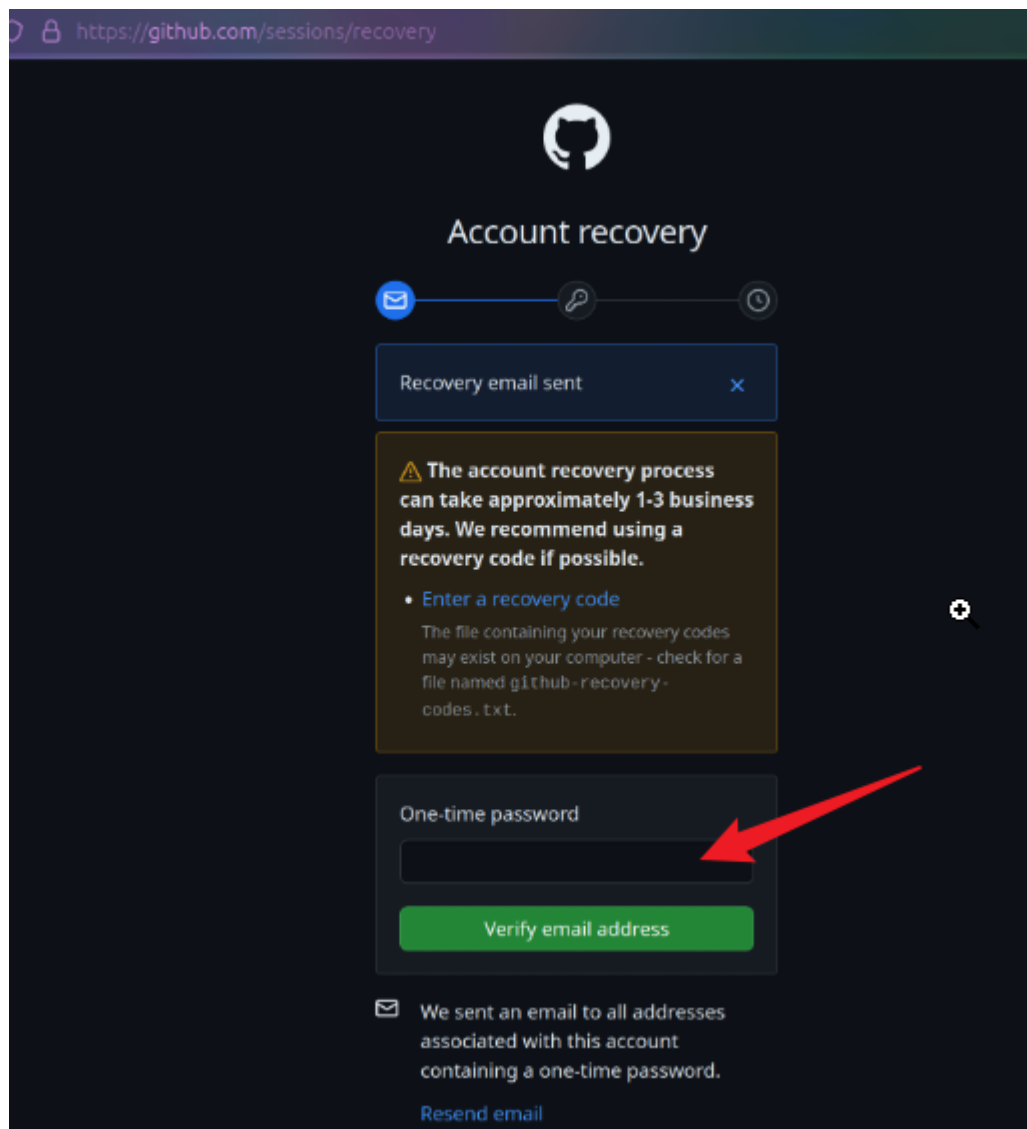 https://github.com/sessions/recovery
Account recovery
Recovery email sent
The account recovery process
can take approximately 1-3 business
days. We recommend using a
recovery code if possible.
• Enter a recovery code
The file containing your recovery codes
may exist on your computer - check for a
file named github-recovery-
codes.txt.
One-time password
Verify email address
We sent an email to all addresses
associated with this account
containing a one-time password.
Resend email